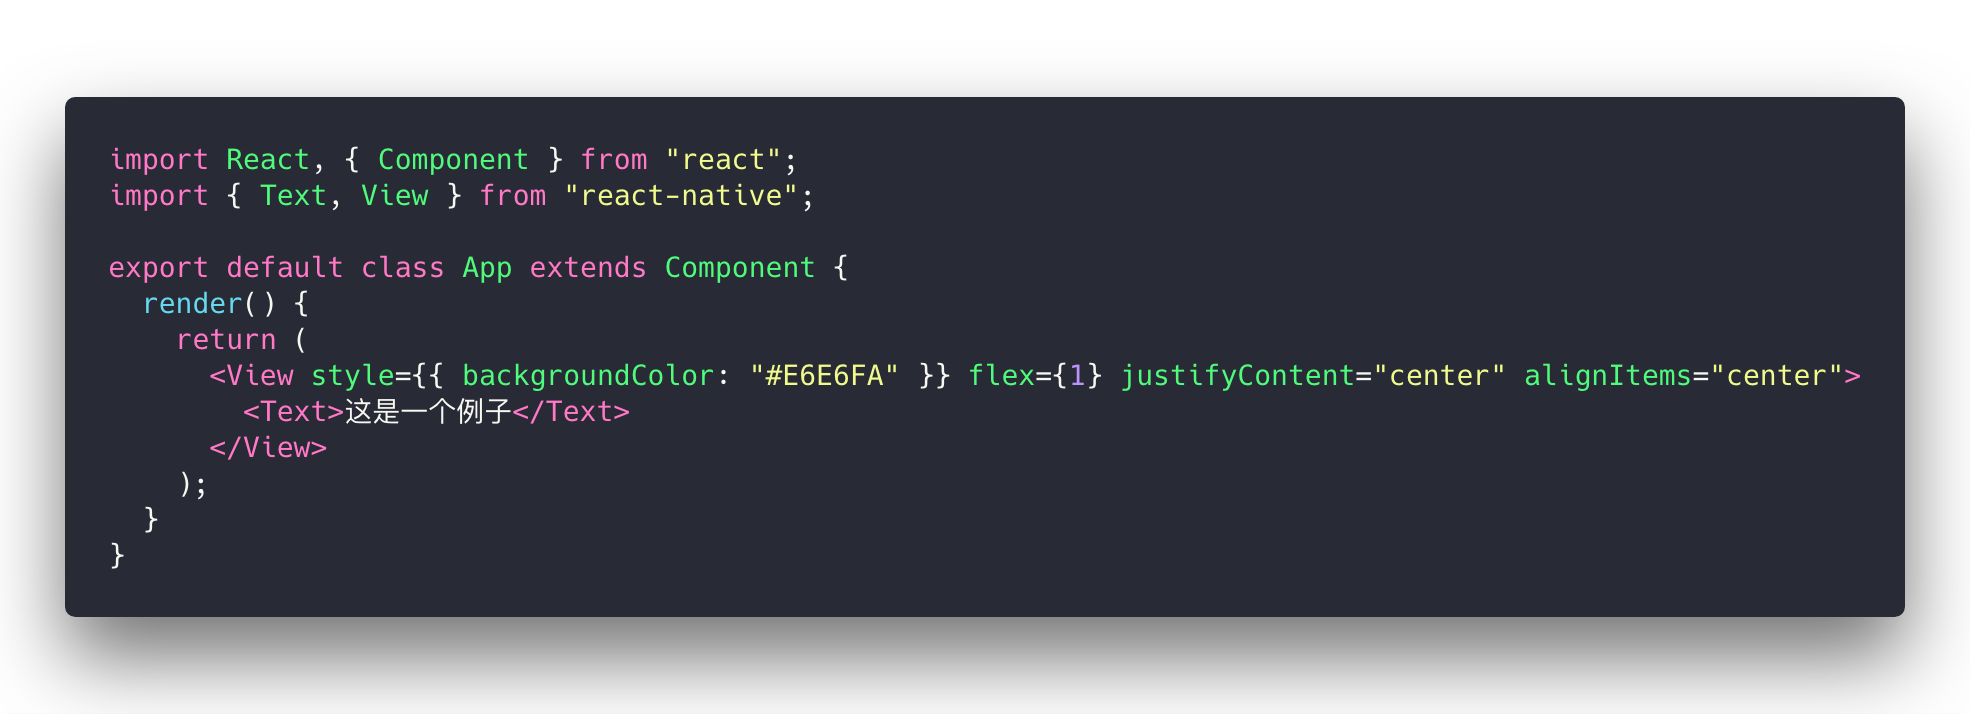 import React, { Component } from "react";
import { Text, View } from "react-native";

export default class App extends Component {
  render() {
    return (
      <View style={{ backgroundColor: "#E6E6FA" }} flex={1} justifyContent="center" alignItems="center">
        <Text>这是一个例子</Text>
      </View>
    );
  }
}